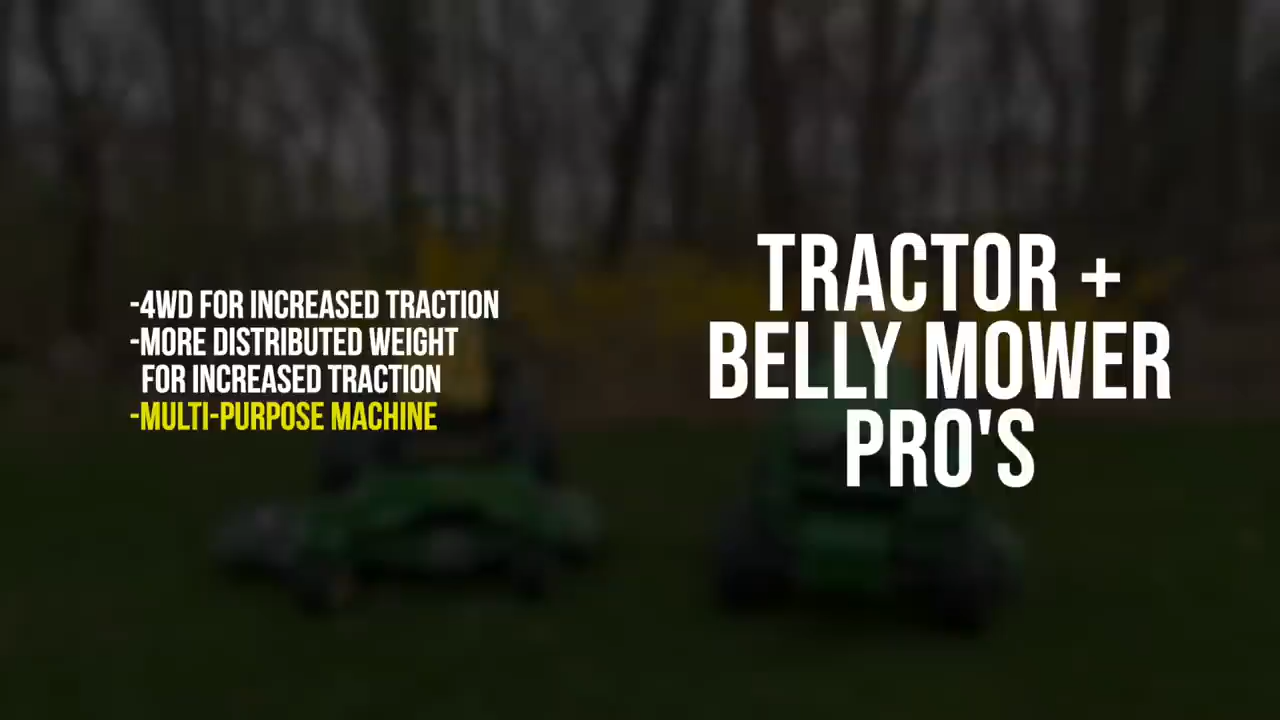 -4WD FOR INCREASED TRACTION
-MORE DISTRIBUTED WEIGHT
FOR INCREASED TRACTION
-MULTI-PURPOSE MACHINE
TRACTOR +
BELLY MOWER
PRO'S